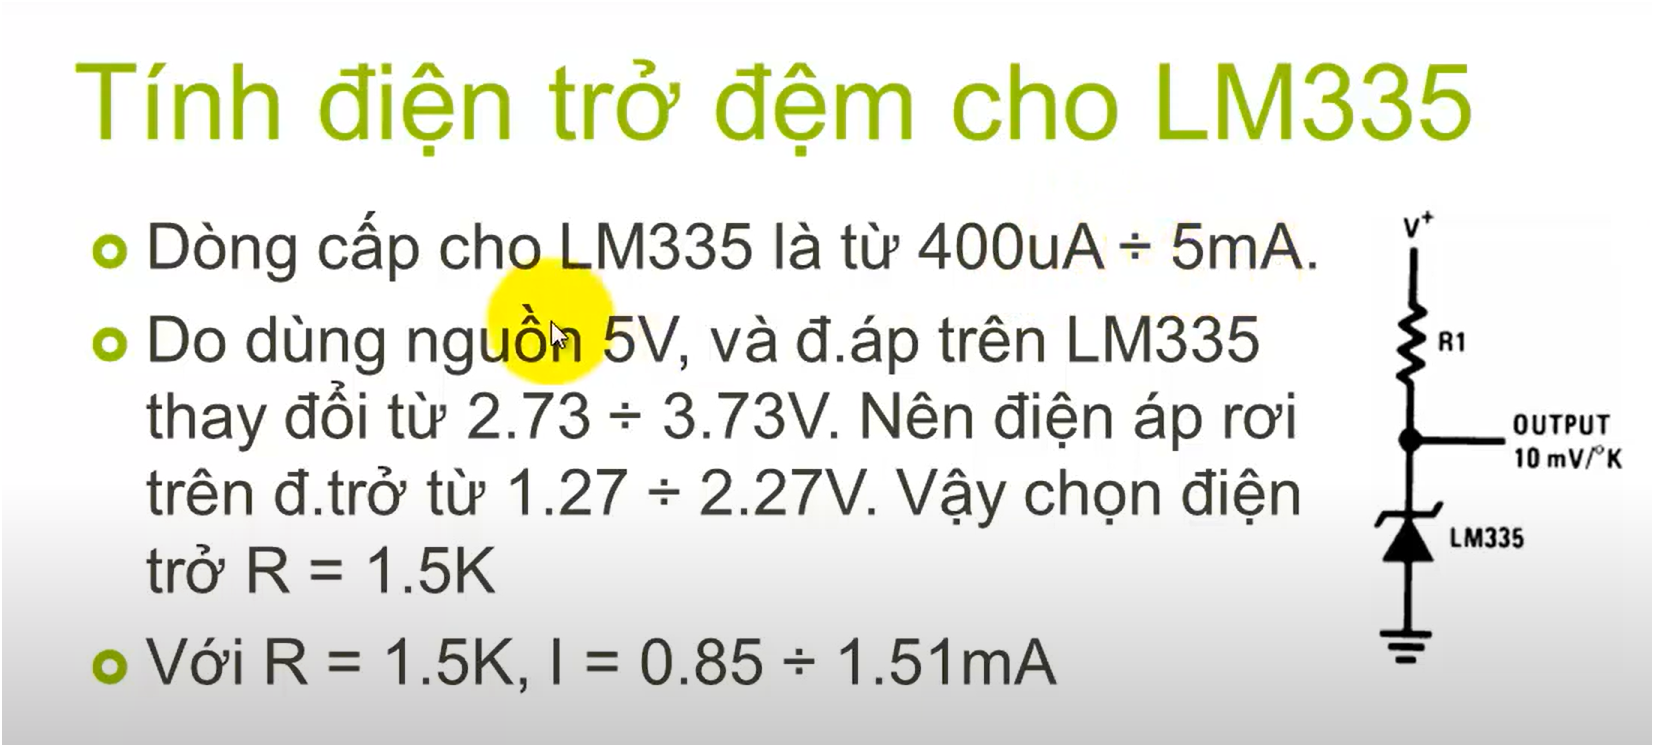 Tính điện trở đệm cho LM335
Dòng cấp cho LM335 là từ 400uA ÷ 5mA.
Do dùng nguồn 5V, và đ.áp trên LM335
thay đổi từ 2.73 ÷ 3.73V. Nên điện áp rơi
trên đ.trở từ 1.27 ÷ 2.27V. Vậy chọn điện
trở R = 1.5K
Với R = 1.5K, I = 0.85 ÷ 1.51mA
V+
R1
OUTPUT
10 mV/°K
LM335